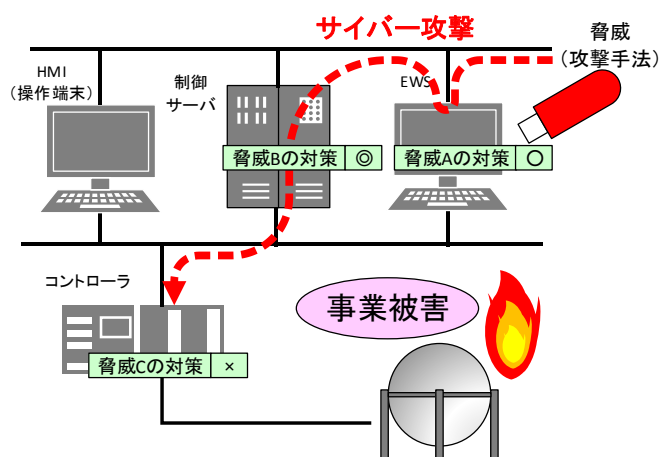 サイバー攻撃
脅威
（攻撃手法）
HMI
（操作端末）
制御
サーバ
EWS
脅威Bの対策 ◎
脅威Aの対策 ○
コントローラ
事業被害
脅威Cの対策 ×